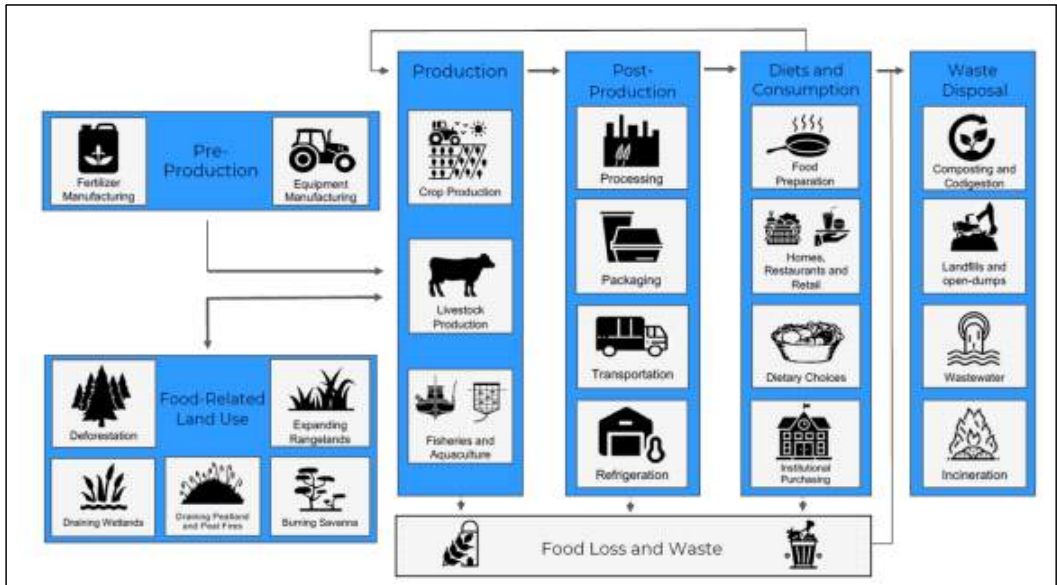 Pre-
Production
Fertilizer
Manufacturing
Equipment
Manufacturing
Food-Related
Land Use
Deforestation
Expanding
Rangelands
Draining Wetlands
Draining Peatland
and Peat Fires
Burning Savanna
Production
Crop Production
Livestock
Production
Fisheries and
Aquaculture
Post-
Production
Processing
Packaging
Transportation
Refrigeration
Diets and
Consumption
Food
Preparation
Homes,
Restaurants and
Retail
Dietary Choices
Institutional
Purchasing
Waste
Disposal
Composting and
Codigestion
Landfills and
open-dumps
Wastewater
Incineration
Food Loss and Waste